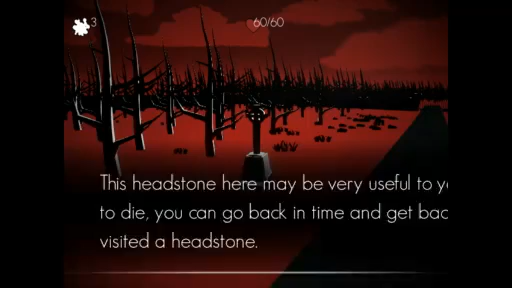 3
60/60
This headstone here may be very useful to
to die, you can go back in time and get
visited a headstone.